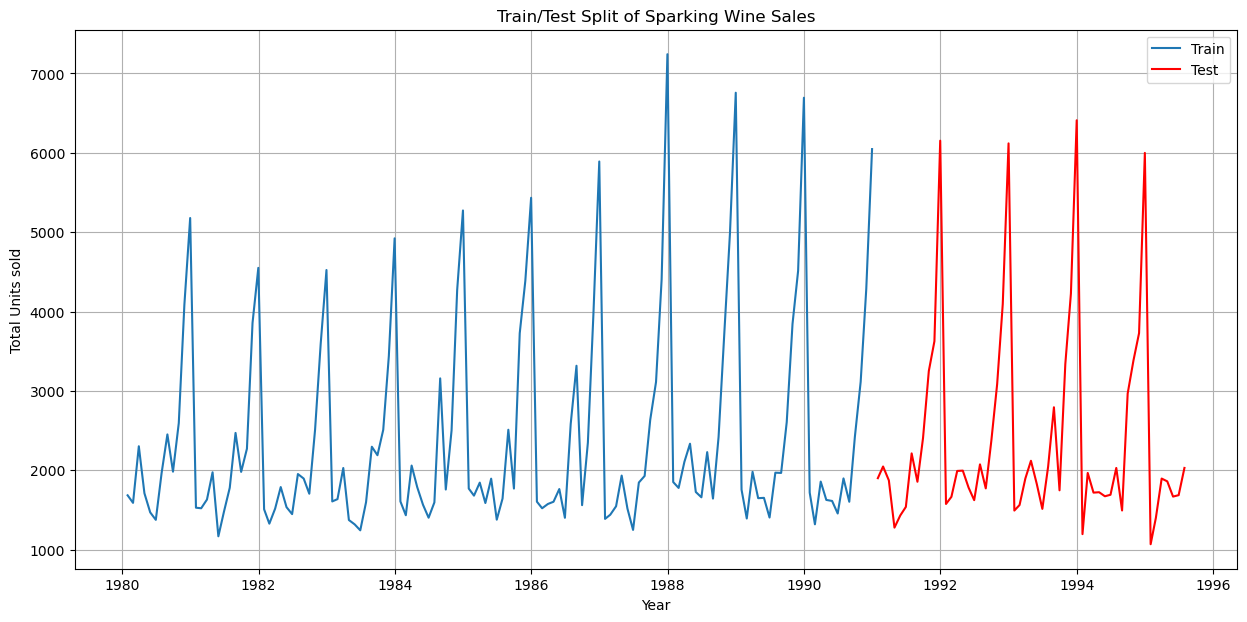 Train/Test Split of Sparking Wine Sales
Train
Test
Total Units sold
7000
6000
5000
4000
3000
2000
1000
1980 1982 1984 1986 1988 1990 1992 1994 1996
Year